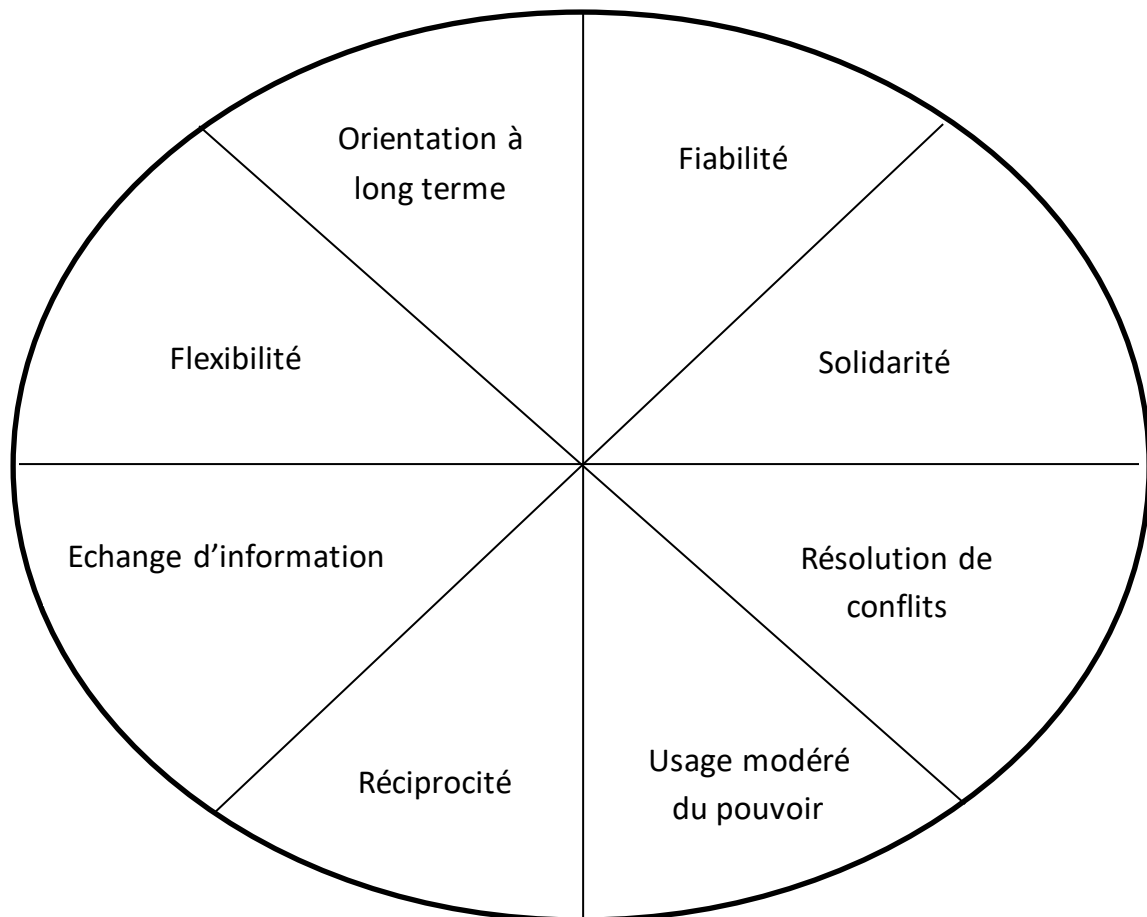 Orientation à
long terme
Fiabilité
Flexibilité
Solidarité
Echange d’information
Résolution de
conflits
Réciprocité
Usage modéré
du pouvoir